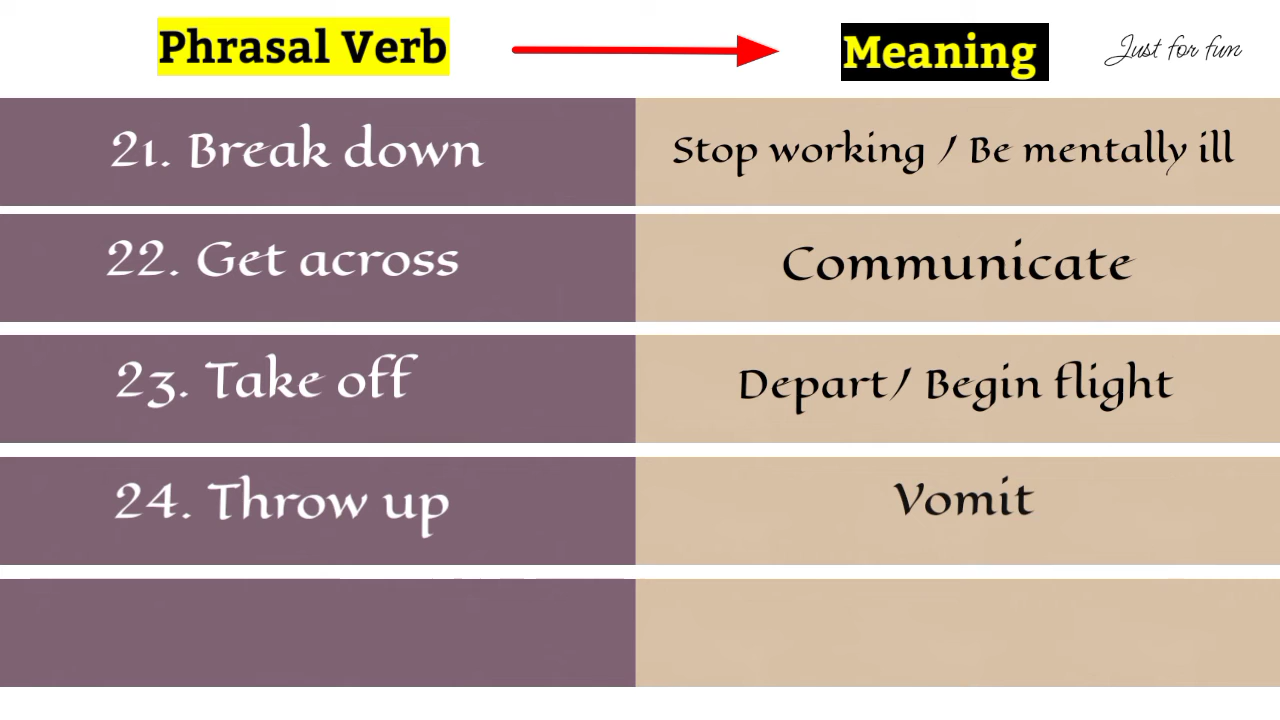 Phrasal Verb Meaning Just for fun
21. Break down Stop working / Be mentally ill
22. Get across Communicate
23. Take off Depart/ Begin flight
24. Throw up Vomit